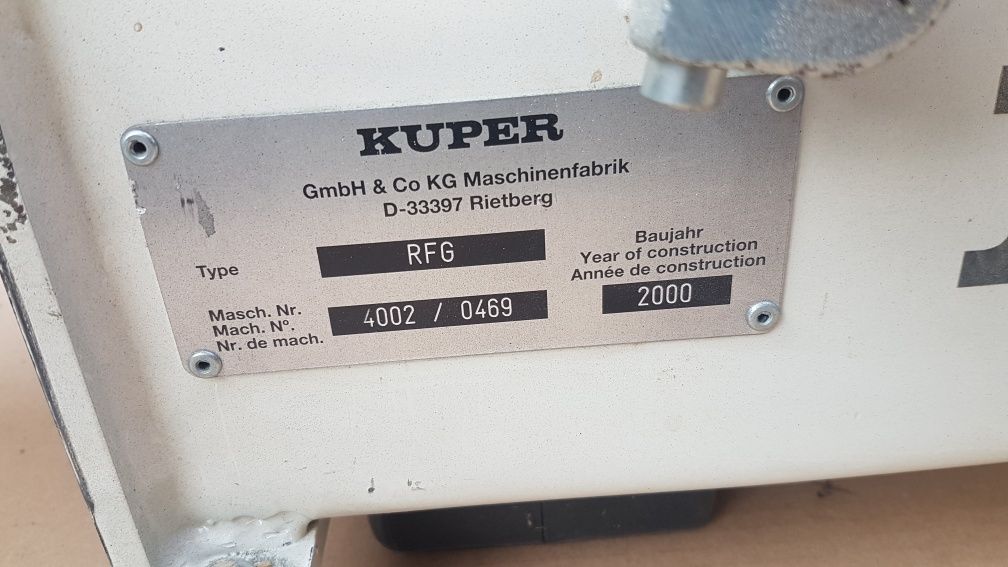 KUPER
GmbH & Co KG Maschinenfabrik
D-33397 Rietberg
Type
RFG
Masch. Nr.
Mach. Nº.
Nr. de mach.
4002 / 0469
Baujahr
Year of construction
Année de construction
2000